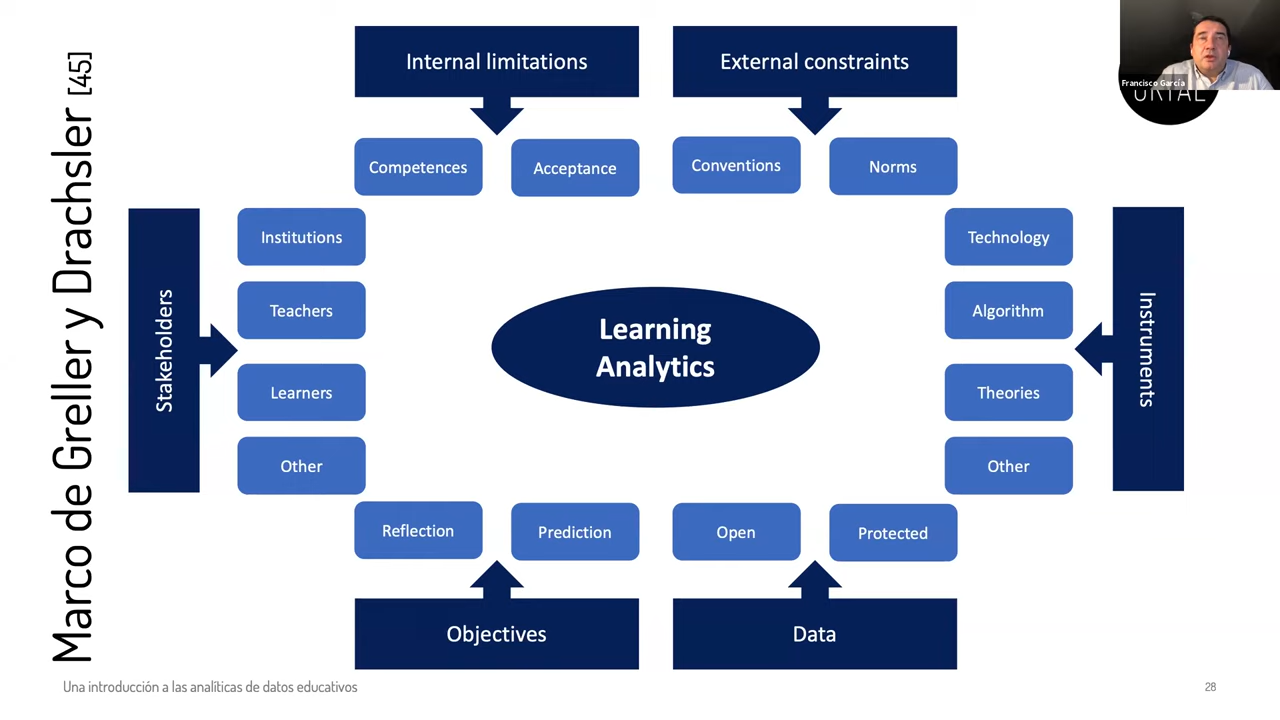 Marco de Greller y Drachsler [45]
Internal limitations
External constraints
Francisco García
Competences
Acceptance
Conventions
Norms
Stakeholders
Institutions
Teachers
Learners
Other
Learning
Analytics
Technology
Algorithm
Theories
Other
Instruments
Reflection
Prediction
Open
Protected
Objectives
Data
Una introducción a las analíticas de datos educativos
28